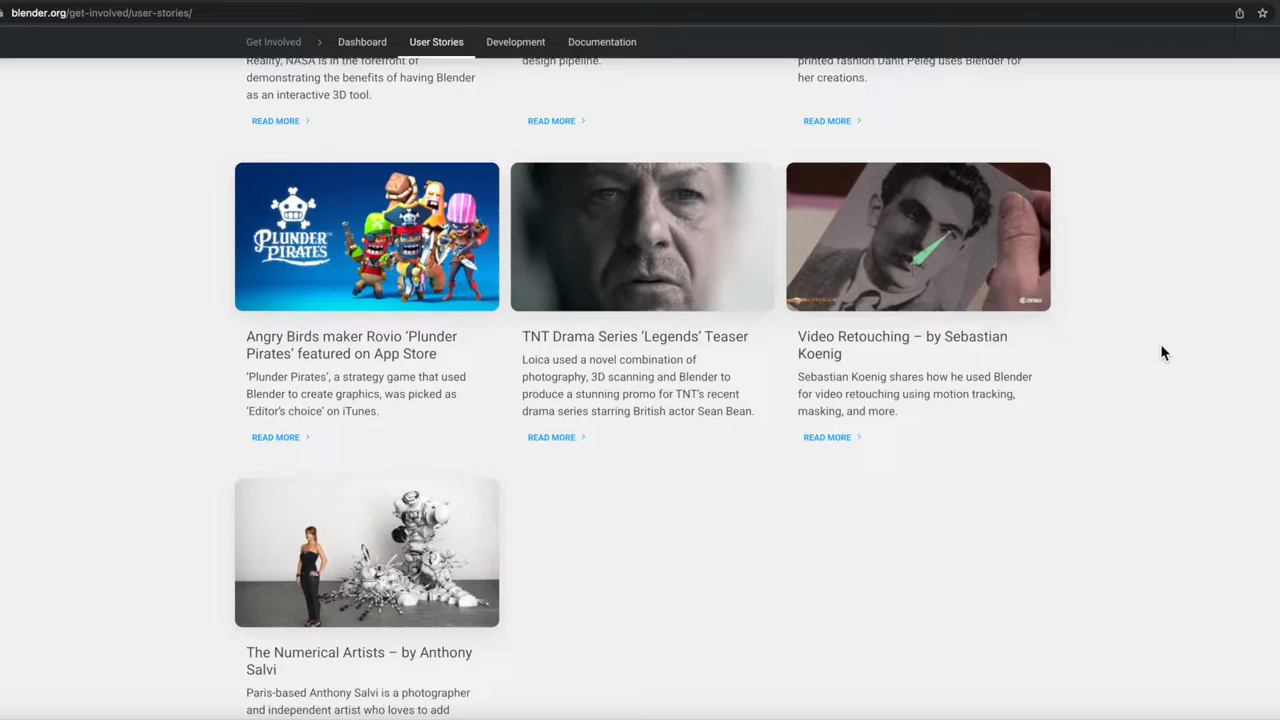 blender.org/get-involved/user-stories/
Get Involved > Dashboard User Stories Development Documentation
Reality, NASA is in the forefront of
demonstrating the benefits of having Blender
as an interactive 3D tool.
READ MORE >
design pipeline.
READ MORE >
printed fashion Danit Peleg uses Blender for
her creations.
READ MORE >
PLUNDER
PIRATES
Angry Birds maker Rovio ‘Plunder
Pirates’ featured on App Store
‘Plunder Pirates’, a strategy game that used
Blender to create graphics, was picked as
‘Editor’s choice’ on iTunes.
READ MORE >
TNT Drama Series ‘Legends’ Teaser
Loica used a novel combination of
photography, 3D scanning and Blender to
produce a stunning promo for TNT’s recent
drama series starring British actor Sean Bean.
READ MORE >
Video Retouching – by Sebastian
Koenig
Sebastian Koenig shares how he used Blender
for video retouching using motion tracking,
masking, and more.
READ MORE >
The Numerical Artists – by Anthony
Salvi
Paris-based Anthony Salvi is a photographer
and independent artist who loves to add